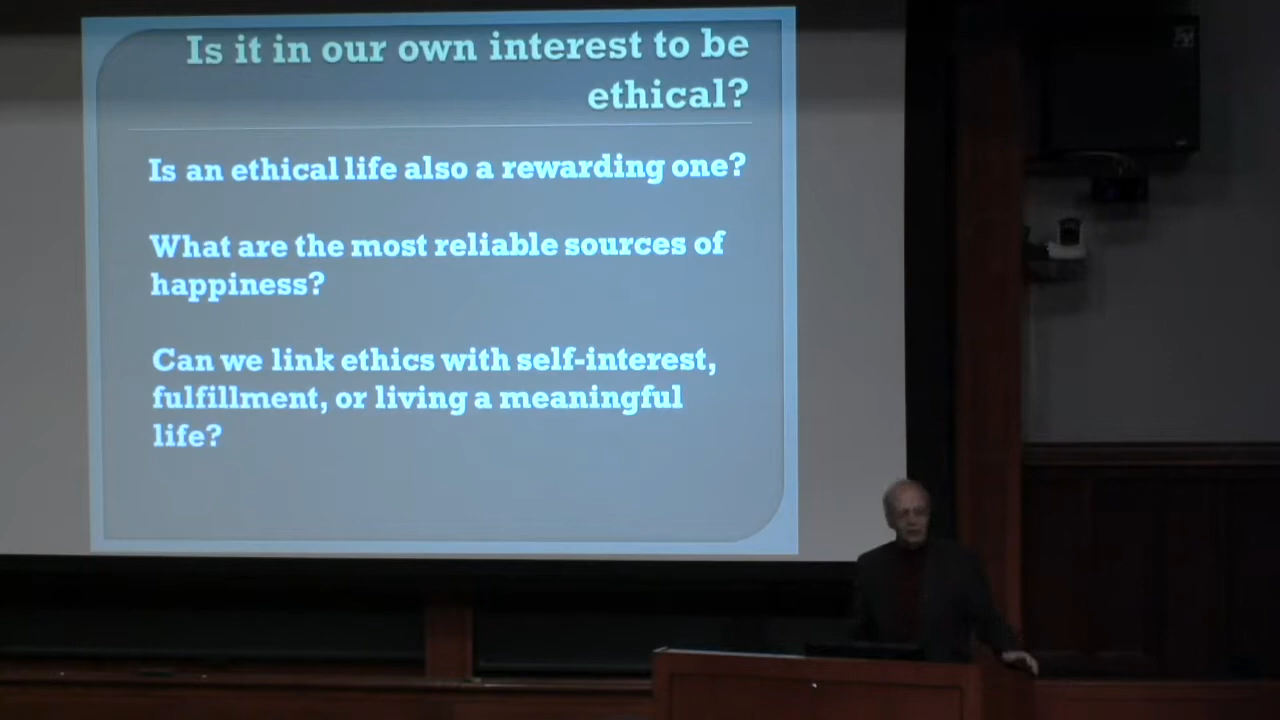 Is it in our own interest to be
ethical?
Is an ethical life also a rewarding one?
What are the most reliable sources of
happiness?
Can we link ethics with self-interest,
fulfillment, or living a meaningful
life?